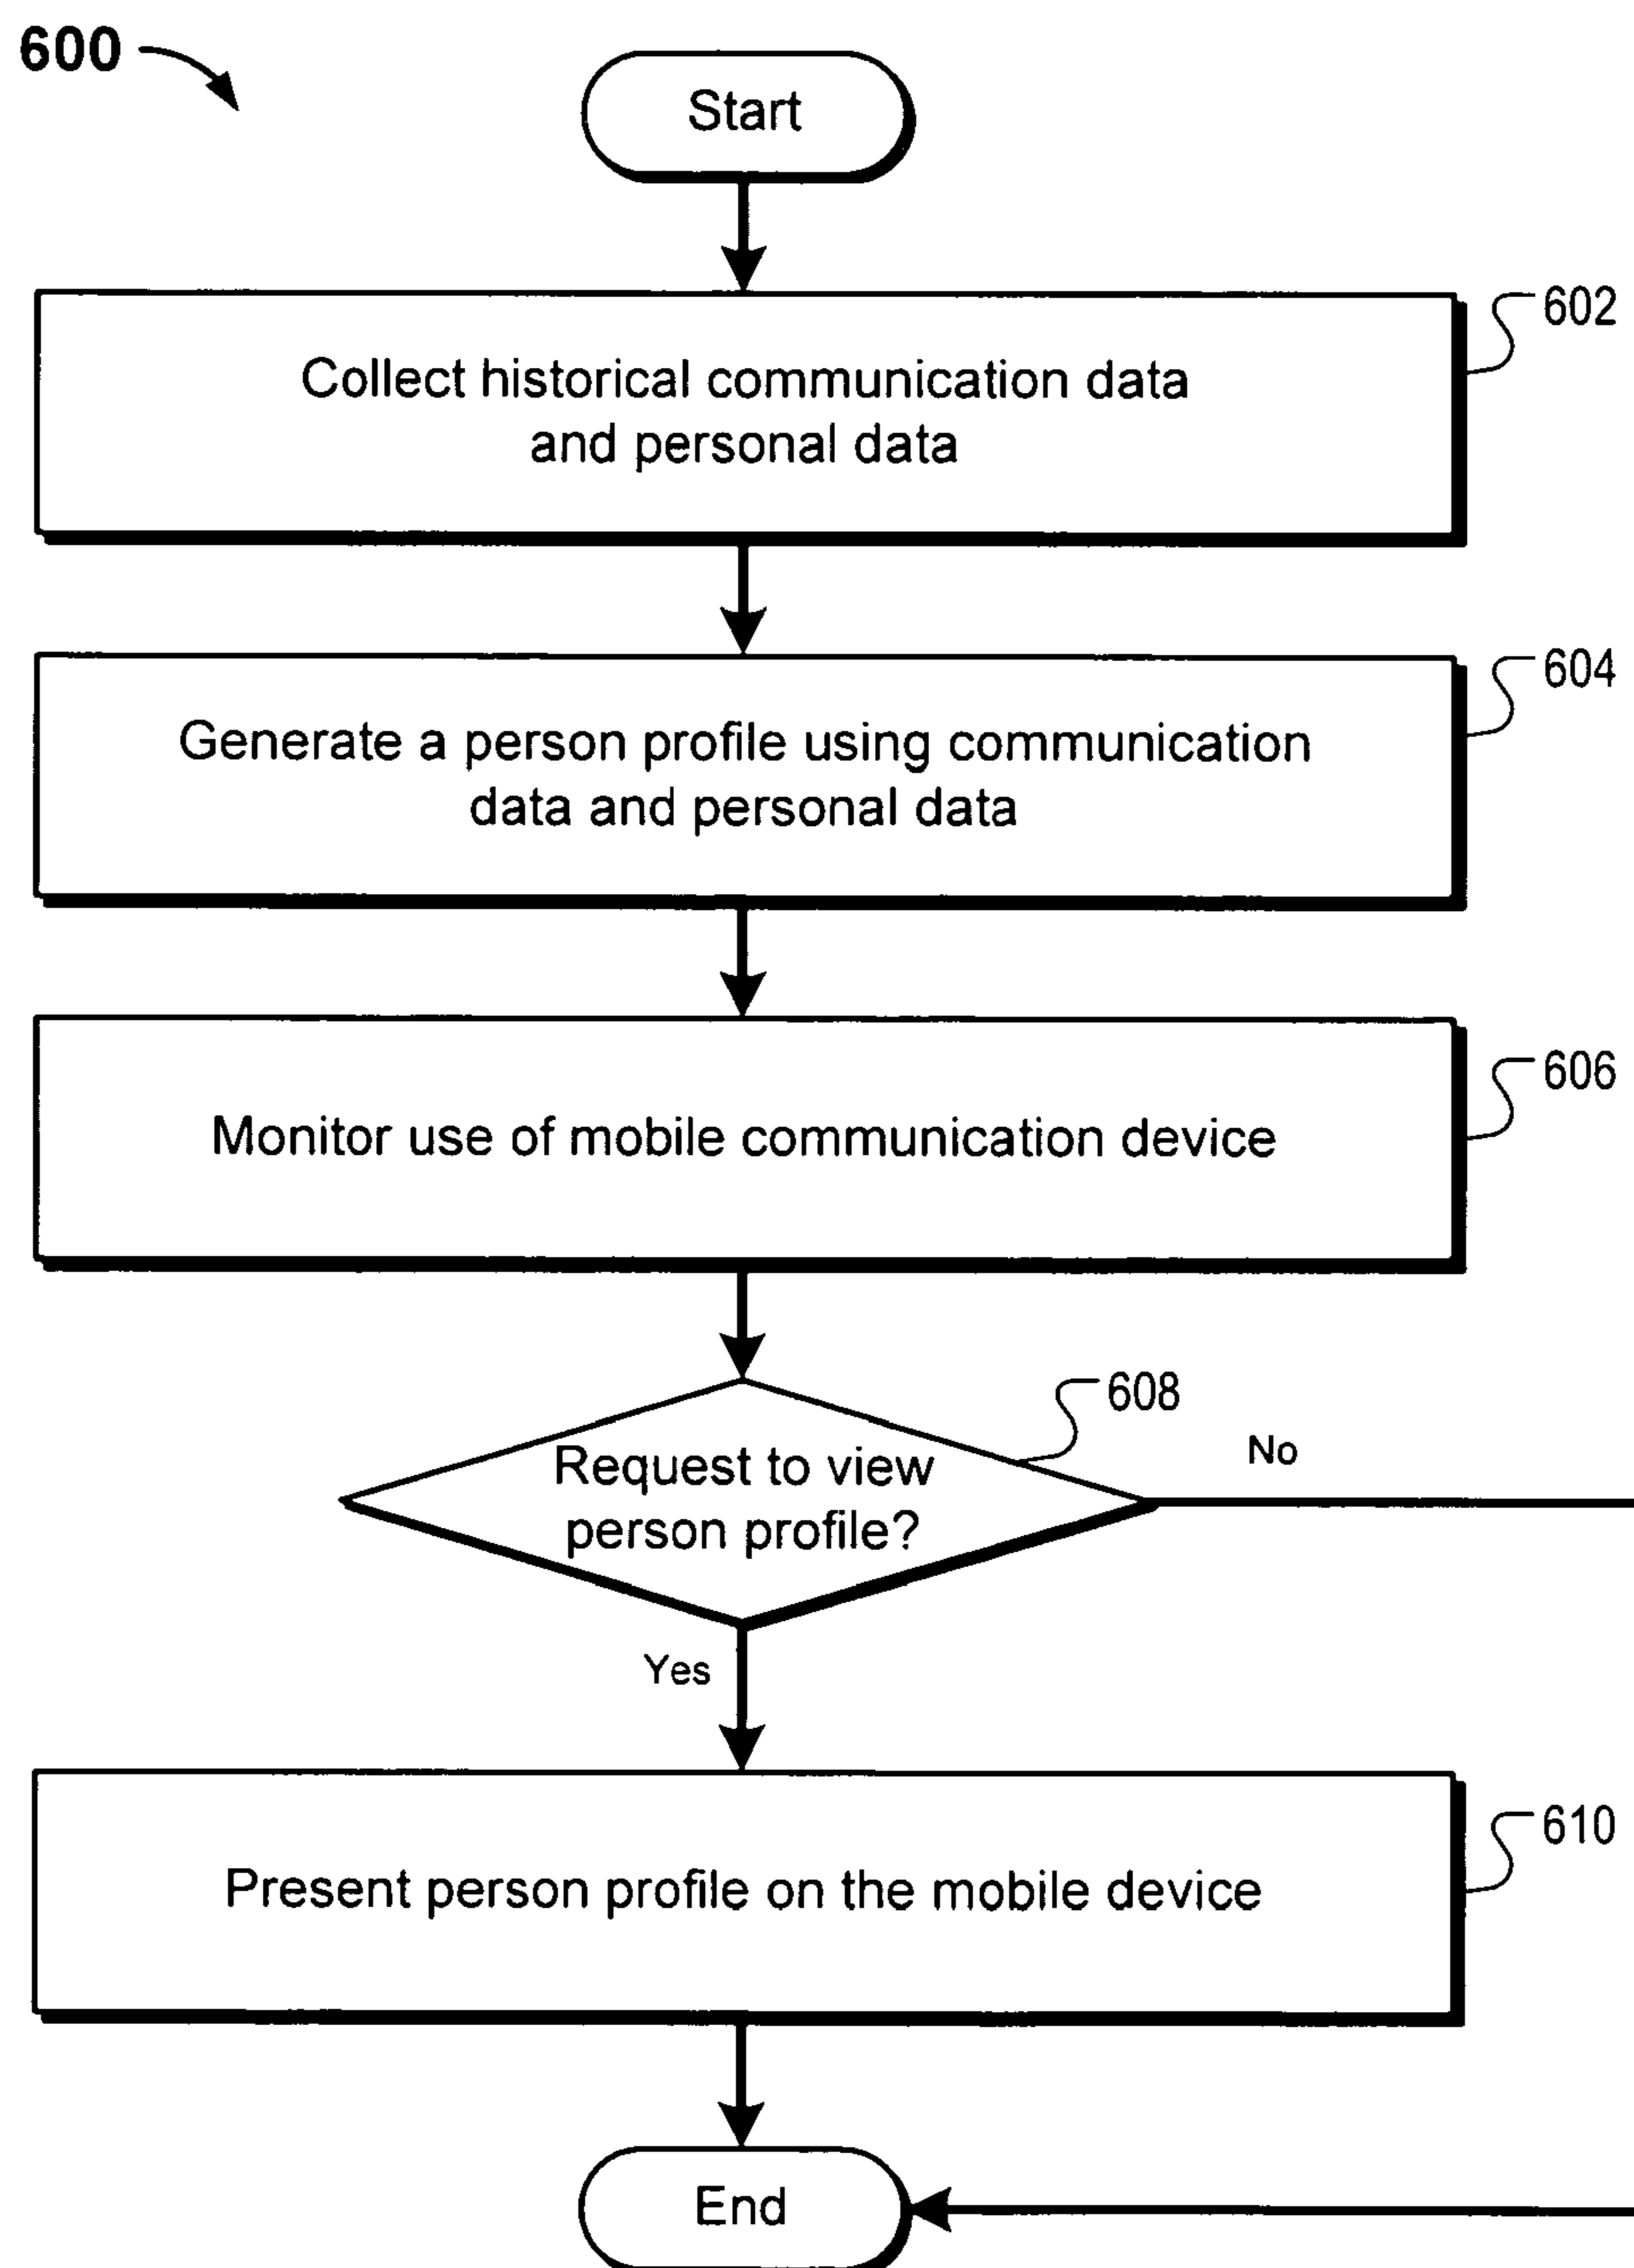 600
Start
602
Collect historical communication data
and personal data
604
Generate a person profile using communication
data and personal data
606
Monitor use of mobile communication device
608
No
Request to view
person profile?
Yes
610
Present person profile on the mobile device
End